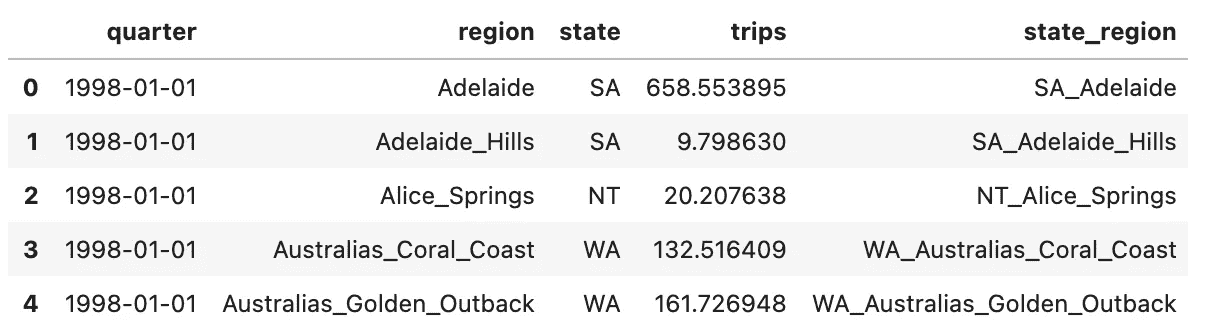 quarter region state trips state_region
0 1998-01-01 Adelaide SA 658.553895 SA_Adelaide
1 1998-01-01 Adelaide_Hills SA 9.798630 SA_Adelaide_Hills
2 1998-01-01 Alice_Springs NT 20.207638 NT_Alice_Springs
3 1998-01-01 Australias_Coral_Coast WA 132.516409 WA_Australias_Coral_Coast
4 1998-01-01 Australias_Golden_Outback WA 161.726948 WA_Australias_Golden_Outback